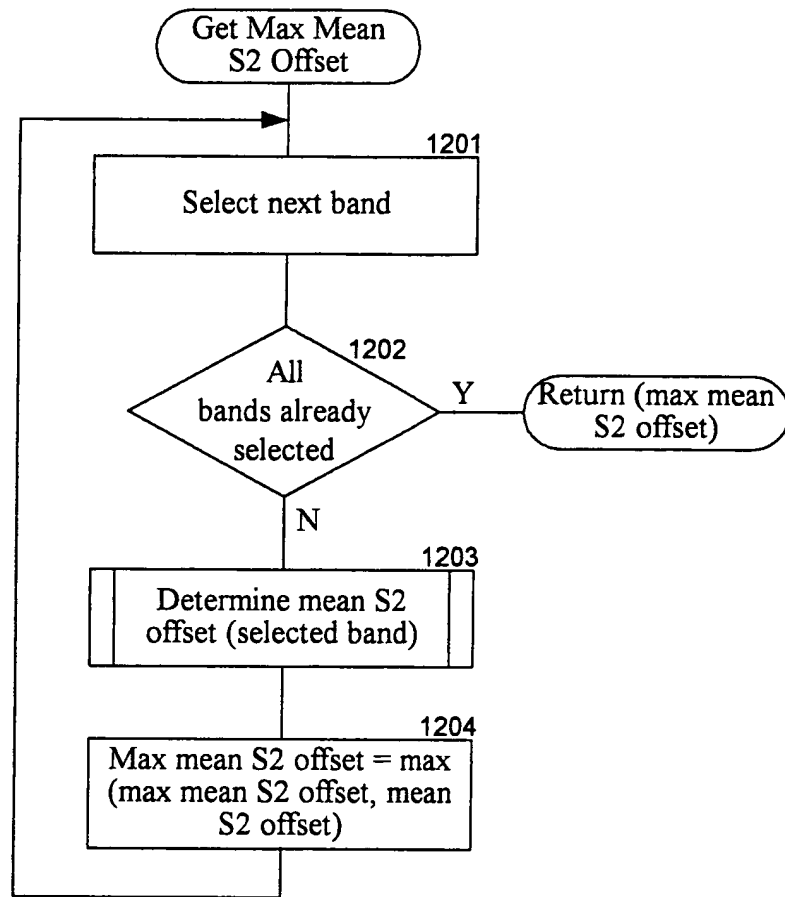 Get Max Mean
S2 Offset
1201
Select next band
1202
All
bands already
selected
Y
Return (max mean
S2 offset)
N
1203
Determine mean S2
offset (selected band)
1204
Max mean S2 offset = max
(max mean S2 offset, mean
S2 offset)